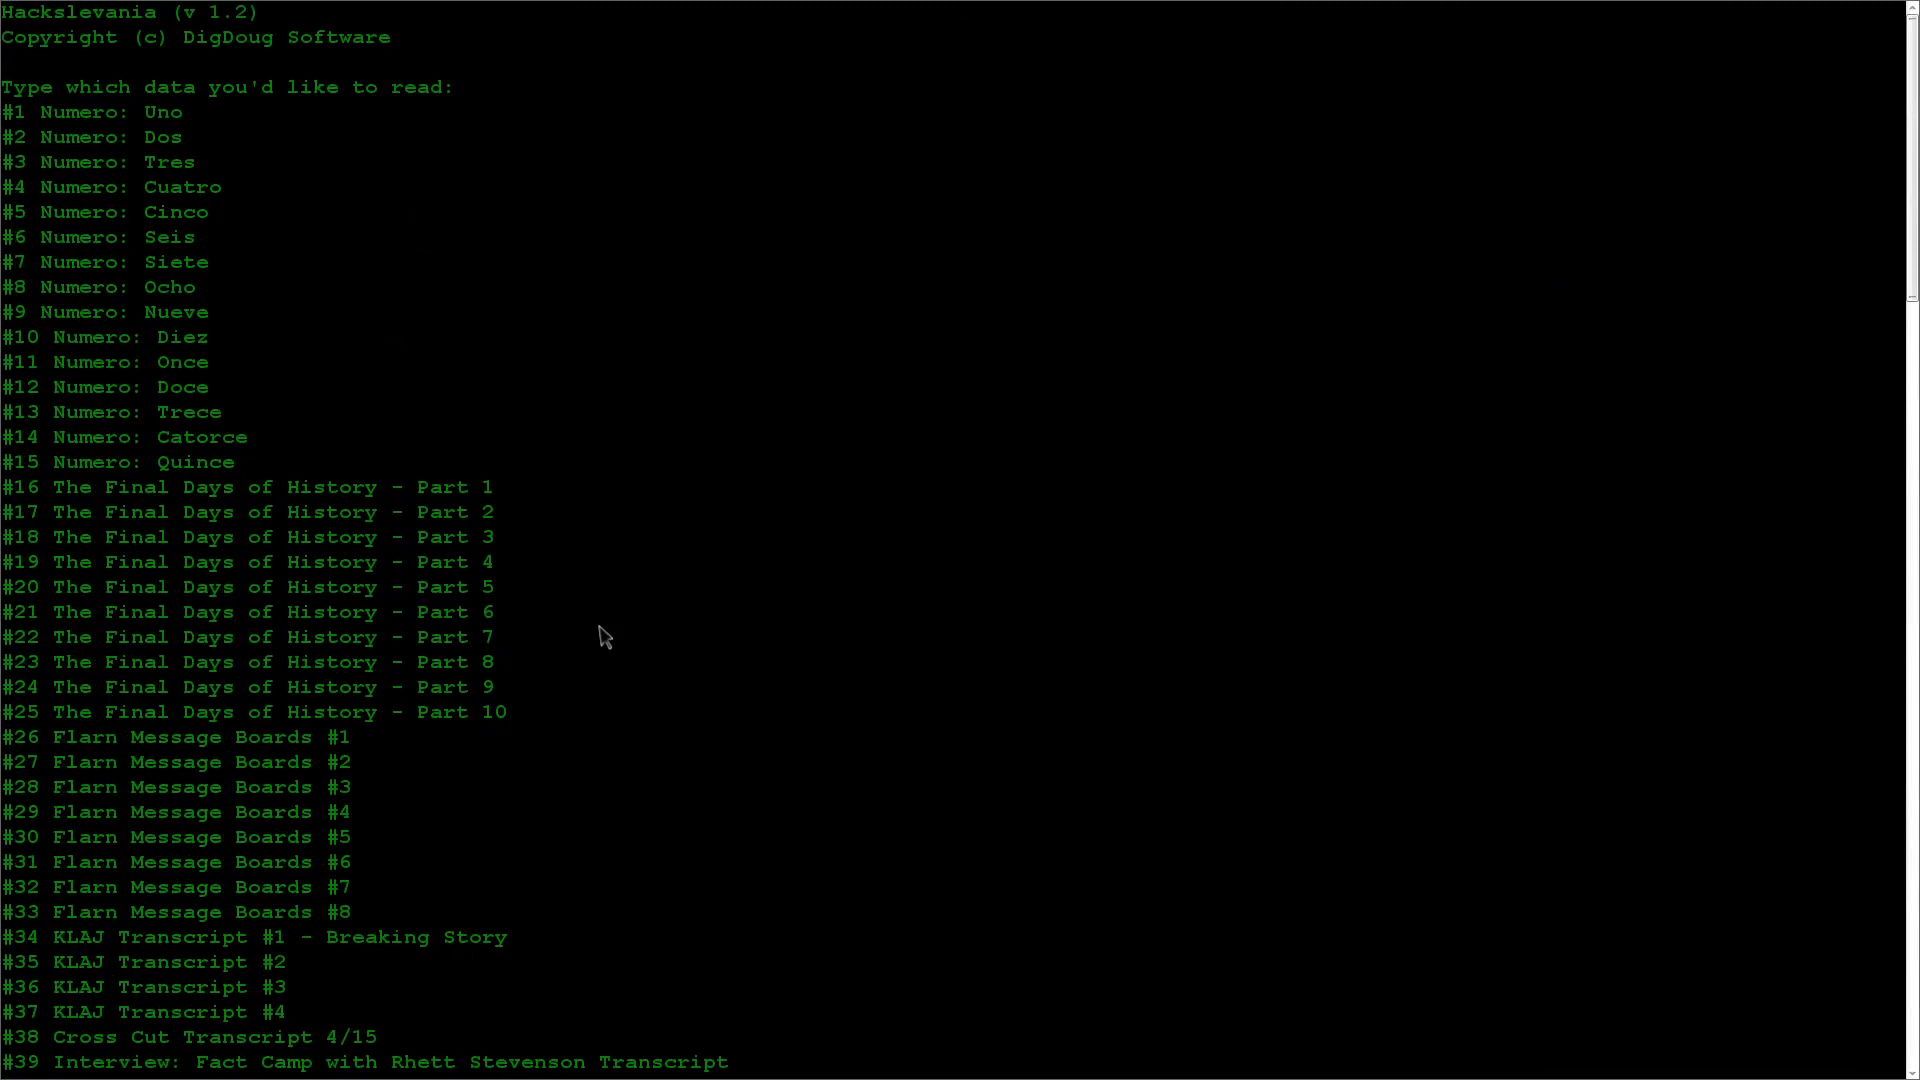 Hackslevania (v 1.2)
Copyright (c) DigDoug Software
Type which data you'd like to read:
#1 Numero: Uno
#2 Numero: Dos
#3 Numero: Tres
#4 Numero: Cuatro
#5 Numero: Cinco
#6 Numero: Seis
#7 Numero: Siete
#8 Numero: Ocho
#9 Numero: Nueve
#10 Numero: Diez
#11 Numero: Once
#12 Numero: Doce
#13 Numero: Trece
#14 Numero: Catorce
#15 Numero: Quince
#16 The Final Days of History - Part 1
#17 The Final Days of History - Part 2
#18 The Final Days of History - Part 3
#19 The Final Days of History - Part 4
#20 The Final Days of History - Part 5
#21 The Final Days of History - Part 6
#22 The Final Days of History - Part 7
#23 The Final Days of History - Part 8
#24 The Final Days of History - Part 9
#25 The Final Days of History - Part 10
#26 Flarn Message Boards #1
#27 Flarn Message Boards #2
#28 Flarn Message Boards #3
#29 Flarn Message Boards #4
#30 Flarn Message Boards #5
#31 Flarn Message Boards #6
#32 Flarn Message Boards #7
#33 Flarn Message Boards #8
#34 KLAJ Transcript #1 - Breaking Story
#35 KLAJ Transcript #2
#36 KLAJ Transcript #3
#37 KLAJ Transcript #4
#38 Cross Cut Transcript 4/15
#39 Interview: Fact Camp with Rhett Stevenson Transcript